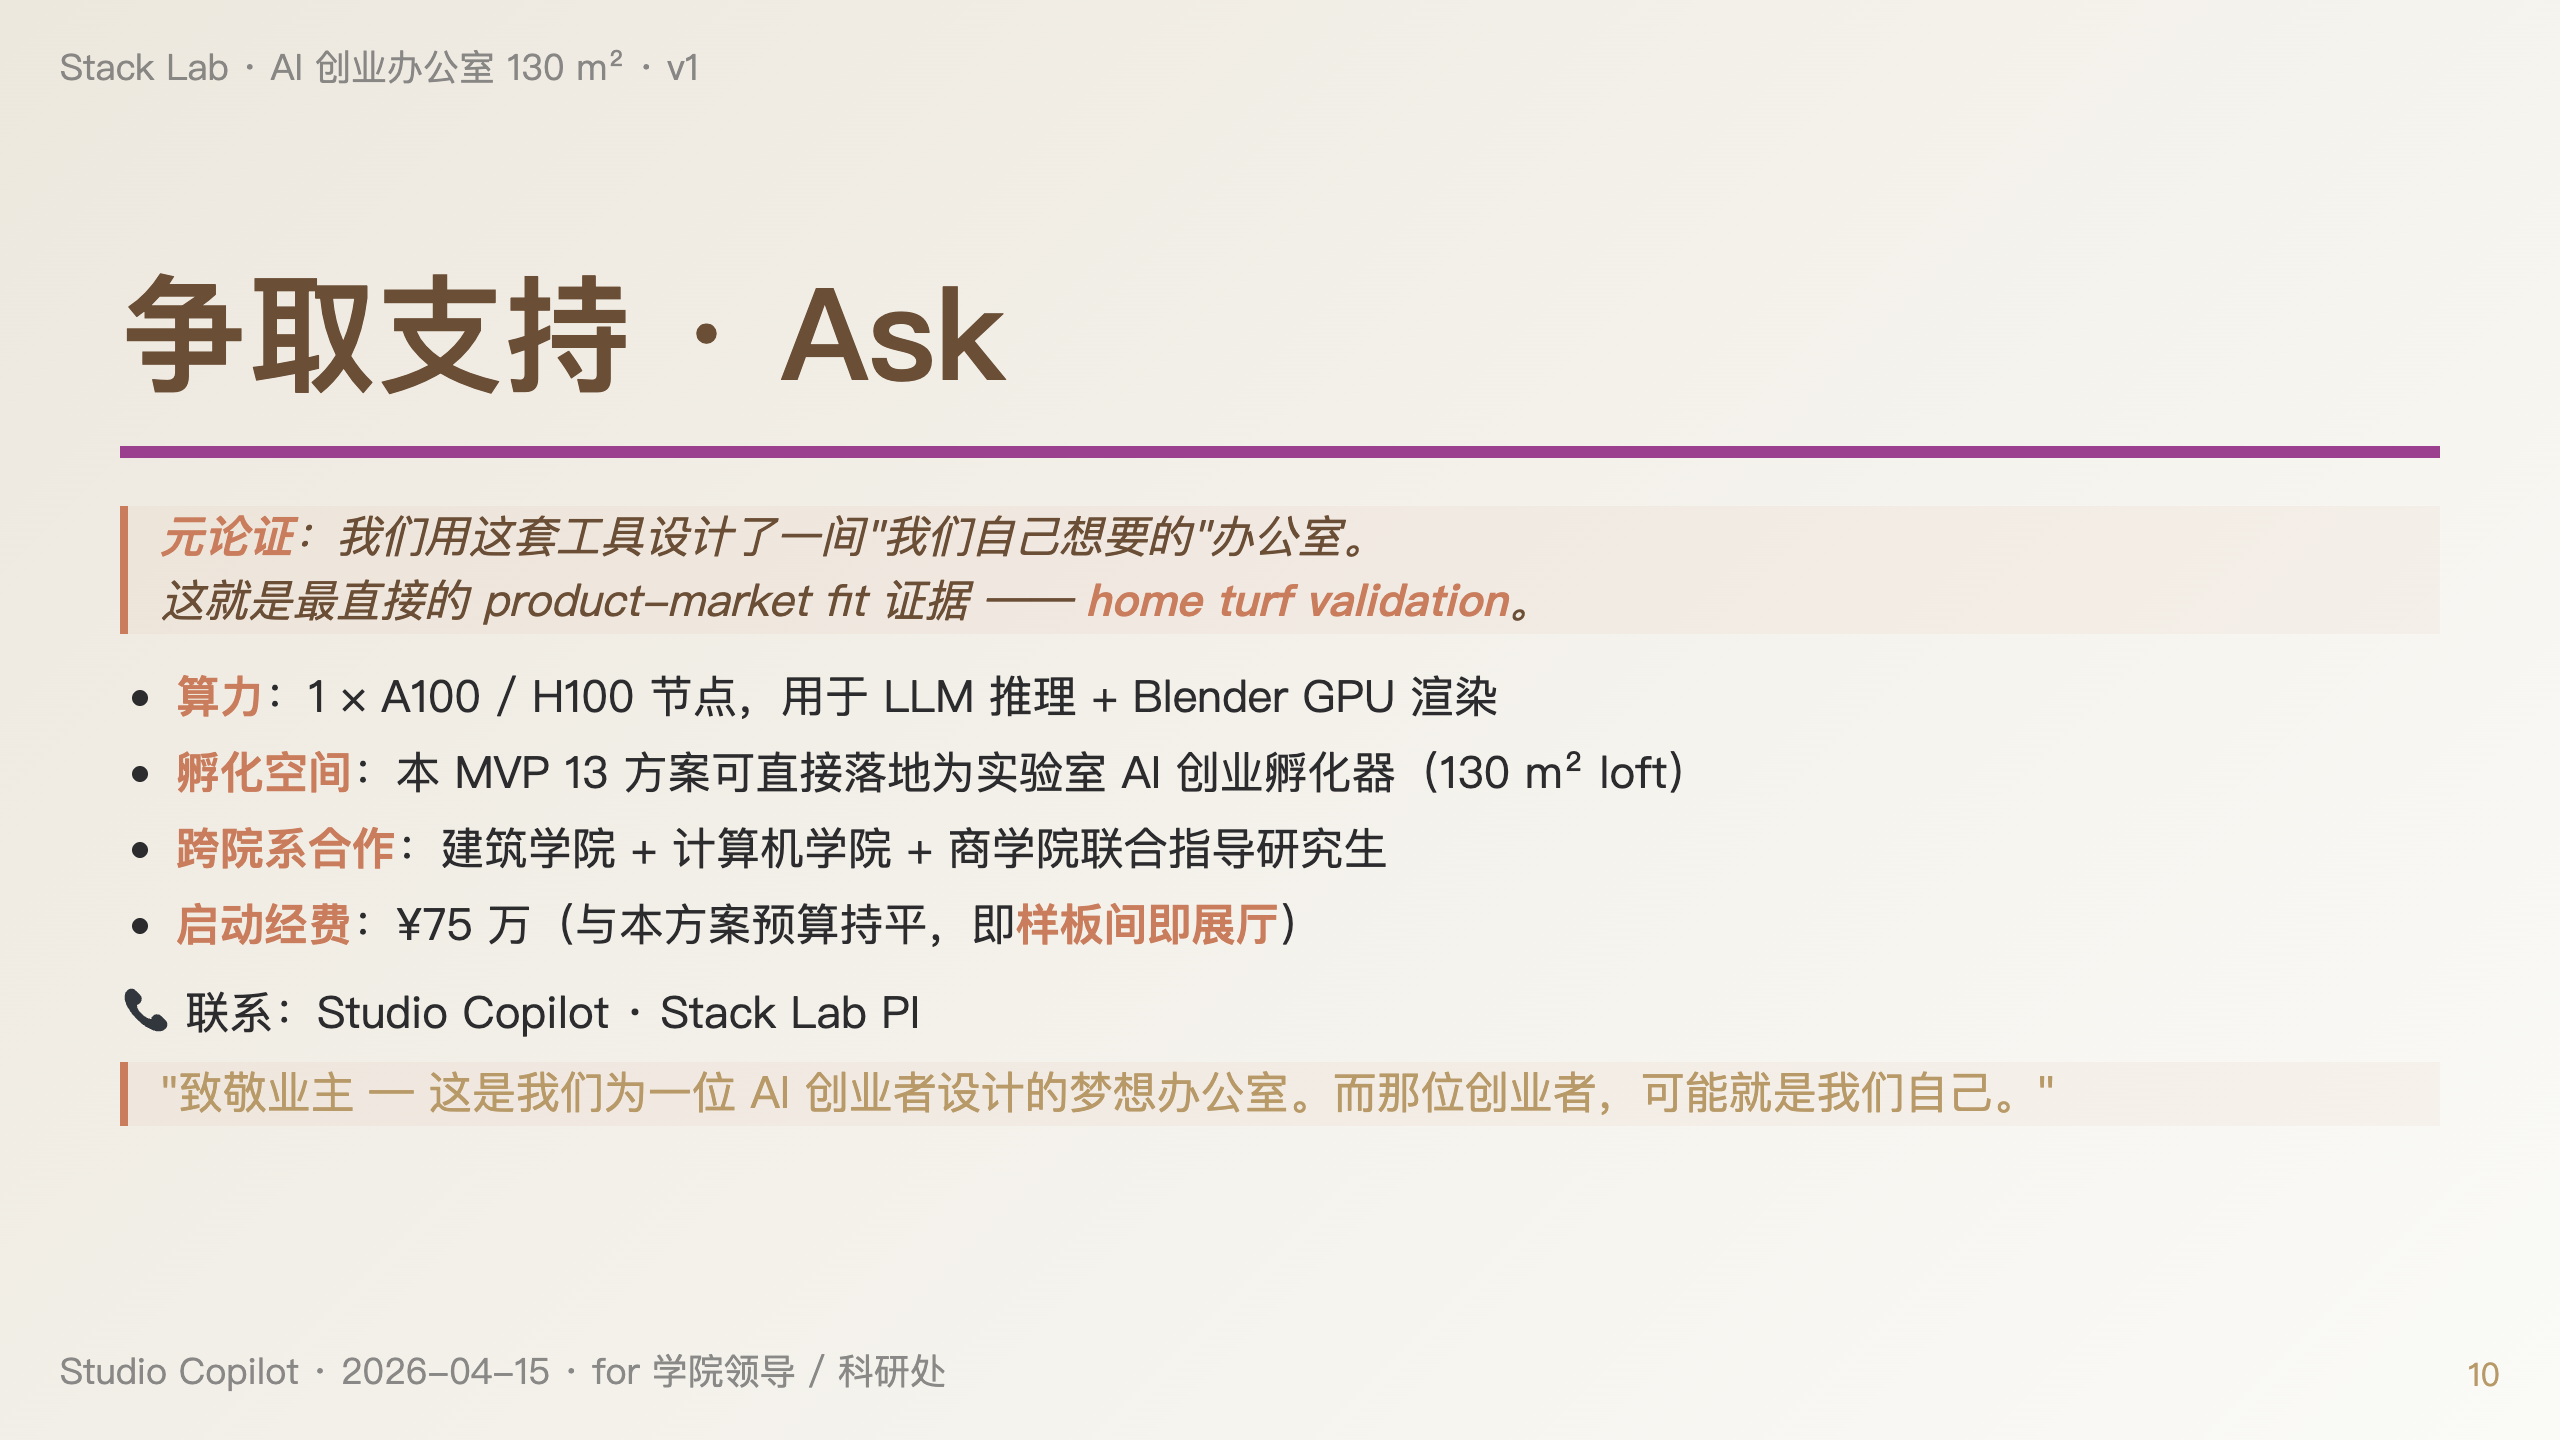 Stack Lab · AI 创业办公室 130 m² · v1
争取支持 · Ask
元论证：我们用这套工具设计了一间"我们自己想要的"办公室。
这就是最直接的 product-market fit 证据 —— home turf validation。
• 算力：1 × A100 / H100 节点，用于 LLM 推理 + Blender GPU 渲染
• 孵化空间：本 MVP 13 方案可直接落地为实验室 AI 创业孵化器（130 m² loft）
• 跨院系合作：建筑学院 + 计算机学院 + 商学院联合指导研究生
• 启动经费：¥75 万（与本方案预算持平，即样板间即展厅）
📞 联系：Studio Copilot · Stack Lab PI
"致敬业主 — 这是我们为一位 AI 创业者设计的梦想办公室。而那位创业者，可能就是我们自己。"
Studio Copilot · 2026-04-15 · for 学院领导 / 科研处
10